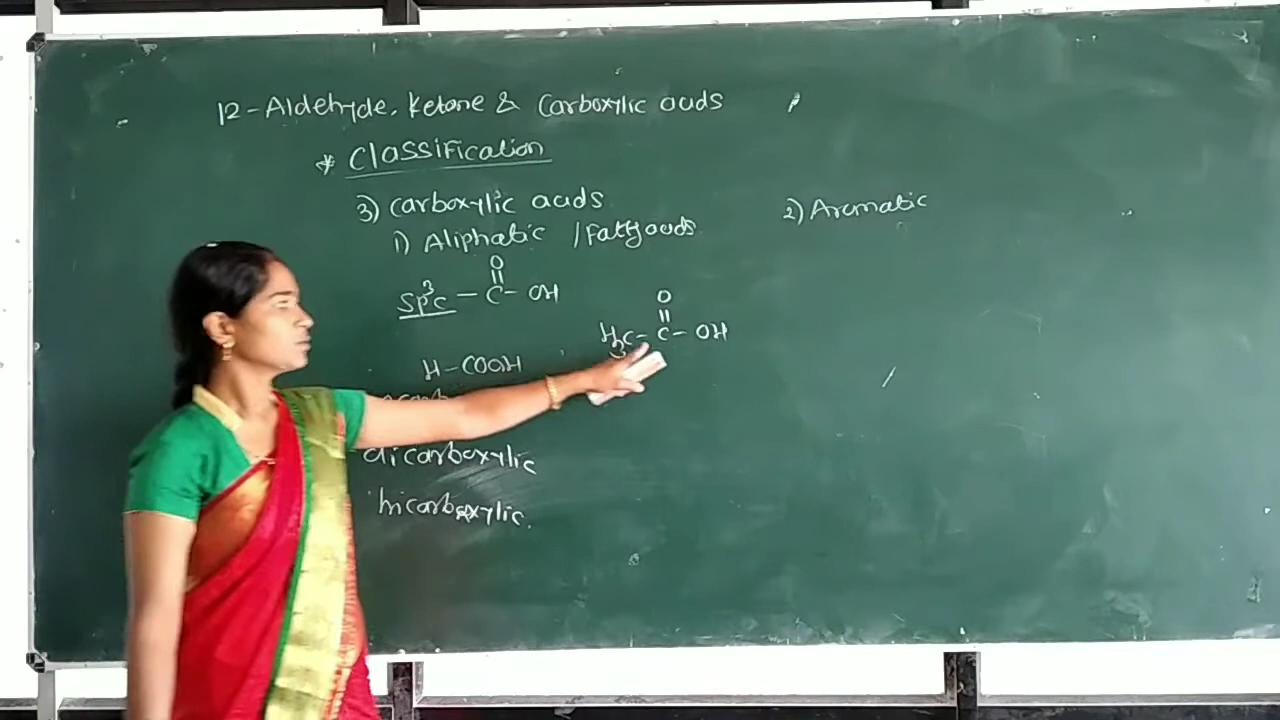 12-Aldehyde, Ketone & Carboxylic acids
* Classification
3) Carboxylic acids
1) Aliphatic / Fatty acids
O
Sp³C - C - OH
H-COOH
dicarboxylic
tricarboxylic.
O
H₃C - C - OH
2) Aromatic